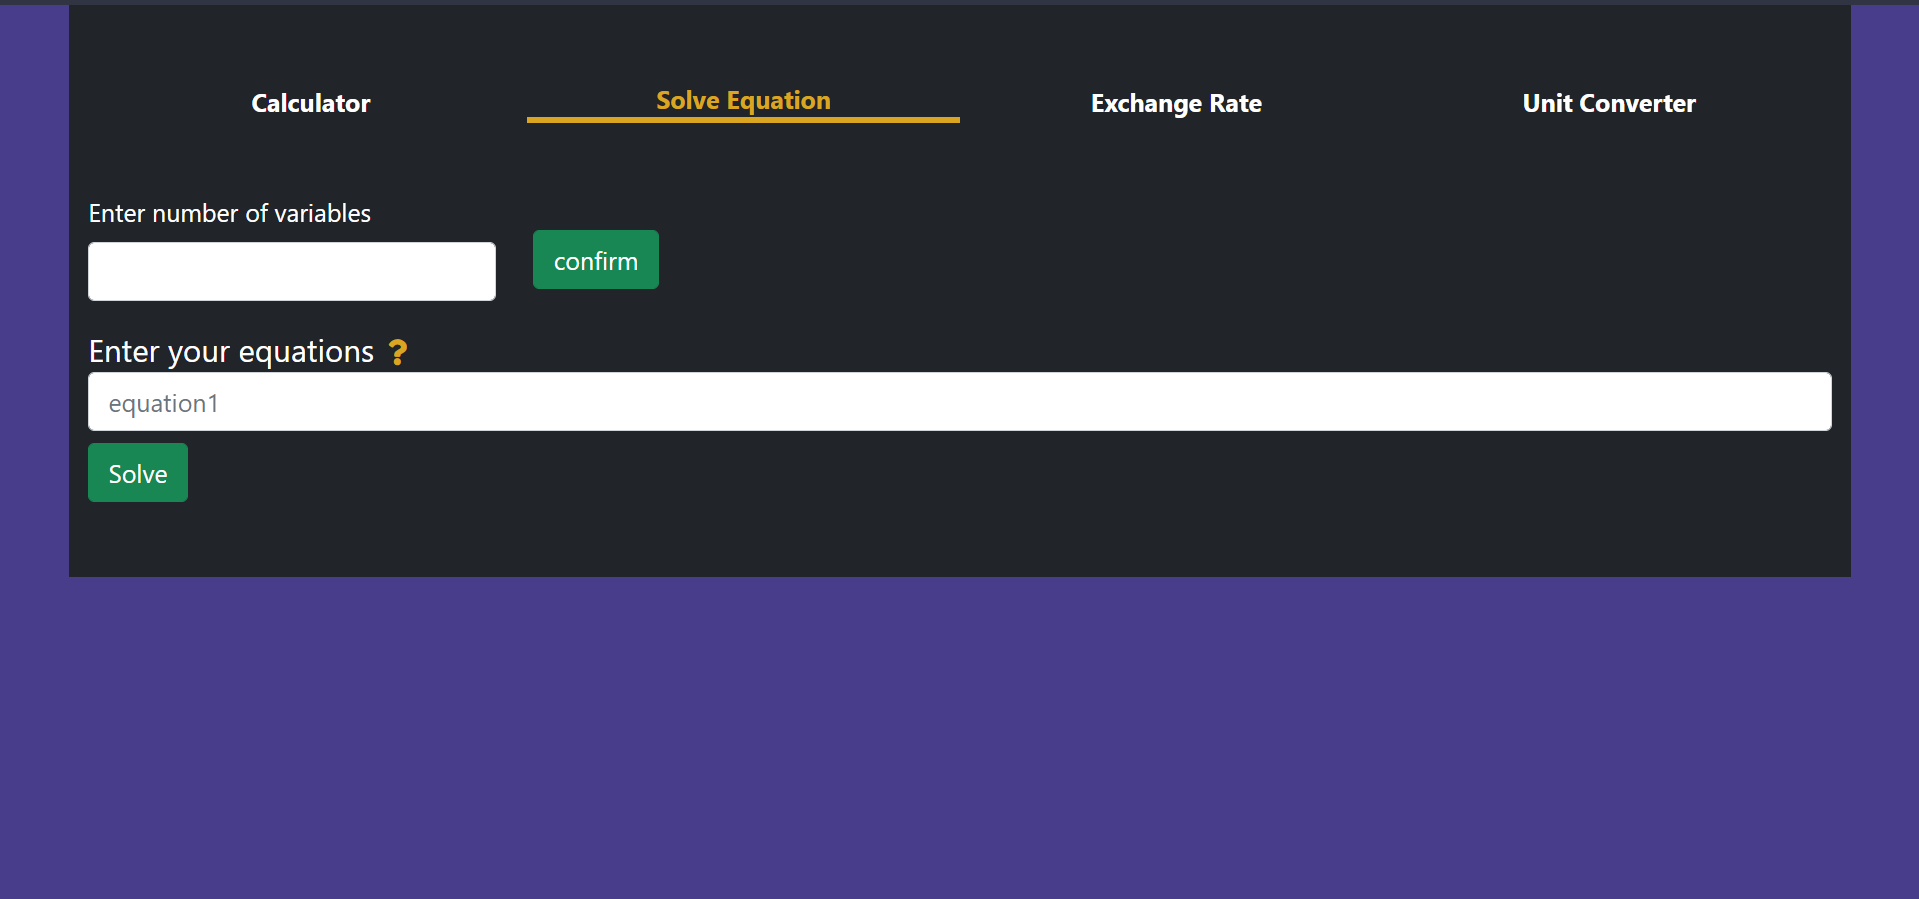 Calculator Solve Equation Exchange Rate Unit Converter
Enter number of variables
confirm
Enter your equations ?
equation1
Solve